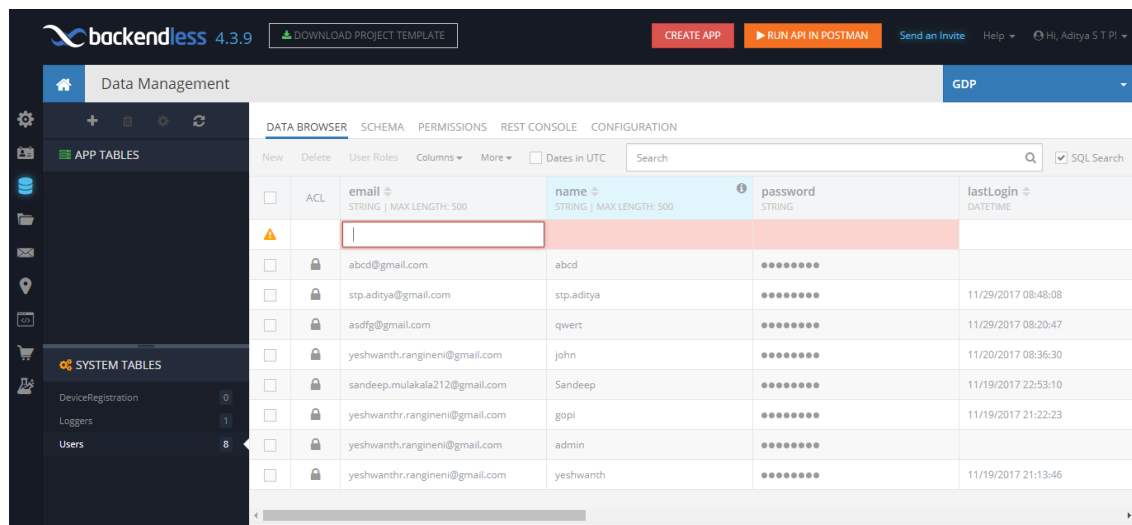 backendless 4.3.9 DOWNLOAD PROJECT TEMPLATE CREATE APP RUN API IN POSTMAN Send an Invite Help Hi, Aditya S T P!
Data Management GDP
APP TABLES
SYSTEM TABLES
DeviceRegistration 0
Loggers 1
Users 8
DATA BROWSER SCHEMA PERMISSIONS REST CONSOLE CONFIGURATION
New Delete User Roles Columns More Dates in UTC Search SQL Search
ACL email name password lastLogin
STRING | MAX LENGTH: 500 STRING | MAX LENGTH: 500 STRING DATETIME
abcd@gmail.com abcd ●●●●●●●●
stp.aditya@gmail.com stp.aditya ●●●●●●●● 11/29/2017 08:48:08
asdfg@gmail.com qwert ●●●●●●●● 11/29/2017 08:20:47
yeshwanth.rangineni@gmail.com john ●●●●●●●● 11/20/2017 08:36:30
sandeep.mulakala212@gmail.com Sandeep ●●●●●●●● 11/19/2017 22:53:10
yeshwanthr.rangineni@gmail.com gopi ●●●●●●●● 11/19/2017 21:22:23
yeshwanth.rangineni@gmail.com admin ●●●●●●●●
yeshwanthr.rangineni@gmail.com yeshwanth ●●●●●●●● 11/19/2017 21:13:46